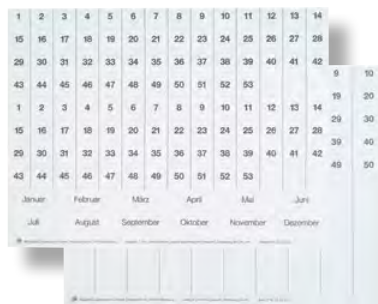 1 2 3 4 5 6 7 8 9 10 11 12 13 14
15 16 17 18 19 20 21 22 23 24 25 26 27 28
29 30 31 32 33 34 35 36 37 38 39 40 41 42
43 44 45 46 47 48 49 50 51 52 53
1 2 3 4 5 6 7 8 9 10 11 12 13 14
15 16 17 18 19 20 21 22 23 24 25 26 27 28
29 30 31 32 33 34 35 36 37 38 39 40 41 42
43 44 45 46 47 48 49 50 51 52 53
Januar Februar März April Mai Juni
Juli August September Oktober November Dezember
9 10
19 20
29 30
39 40
49 50